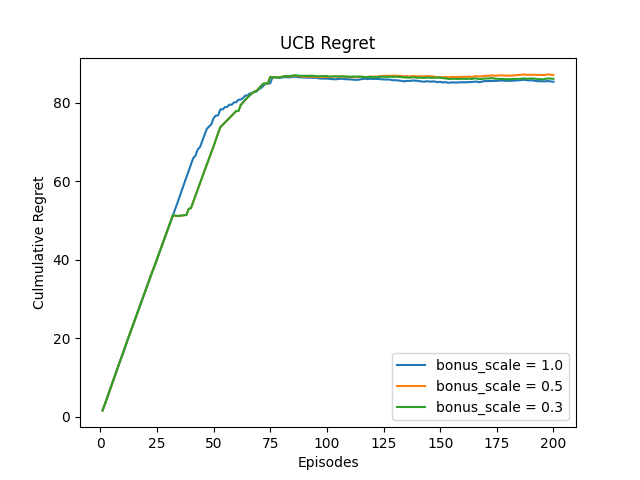 UCB Regret
Culmulative Regret
80
60
40
20
0
0 25 50 75 100 125 150 175 200
Episodes
bonus_scale = 1.0
bonus_scale = 0.5
bonus_scale = 0.3